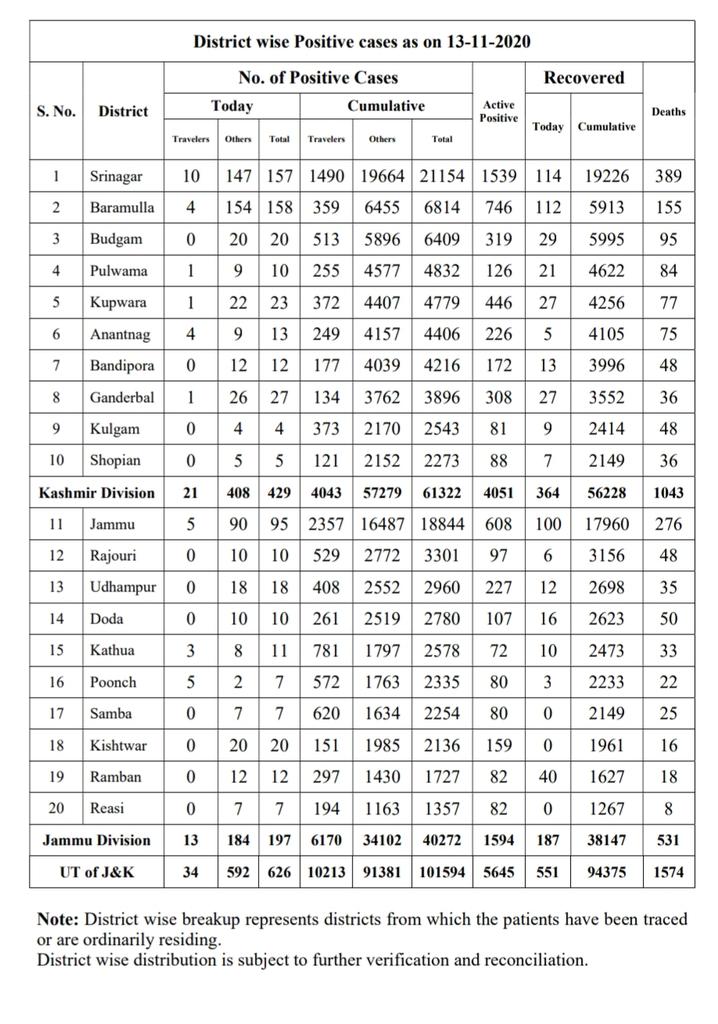 District wise Positive cases as on 13-11-2020
S. No. District No. of Positive Cases Active Positive Recovered Deaths
Today Cumulative Today Cumulative
Travelers Others Total Travelers Others Total
1 Srinagar 10 147 157 1490 19664 21154 1539 114 19226 389
2 Baramulla 4 154 158 359 6455 6814 746 112 5913 155
3 Budgam 0 20 20 513 5896 6409 319 29 5995 95
4 Pulwama 1 9 10 255 4577 4832 126 21 4622 84
5 Kupwara 1 22 23 372 4407 4779 446 27 4256 77
6 Anantnag 4 9 13 249 4157 4406 226 5 4105 75
7 Bandipora 0 12 12 177 4039 4216 172 13 3996 48
8 Ganderbal 1 26 27 134 3762 3896 308 27 3552 36
9 Kulgam 0 4 4 373 2170 2543 81 9 2414 48
10 Shopian 0 5 5 121 2152 2273 88 7 2149 36
Kashmir Division 21 408 429 4043 57279 61322 4051 364 56228 1043
11 Jammu 5 90 95 2357 16487 18844 608 100 17960 276
12 Rajouri 0 10 10 529 2772 3301 97 6 3156 48
13 Udhampur 0 18 18 408 2552 2960 227 12 2698 35
14 Doda 0 10 10 261 2519 2780 107 16 2623 50
15 Kathua 3 8 11 781 1797 2578 72 10 2473 33
16 Poonch 5 2 7 572 1763 2335 80 3 2233 22
17 Samba 0 7 7 620 1634 2254 80 0 2149 25
18 Kishtwar 0 20 20 151 1985 2136 159 0 1961 16
19 Ramban 0 12 12 297 1430 1727 82 40 1627 18
20 Reasi 0 7 7 194 1163 1357 82 0 1267 8
Jammu Division 13 184 197 6170 34102 40272 1594 187 38147 531
UT of J&K 34 592 626 10213 91381 101594 5645 551 94375 1574
Note: District wise breakup represents districts from which the patients have been traced
or are ordinarily residing.
District wise distribution is subject to further verification and reconciliation.